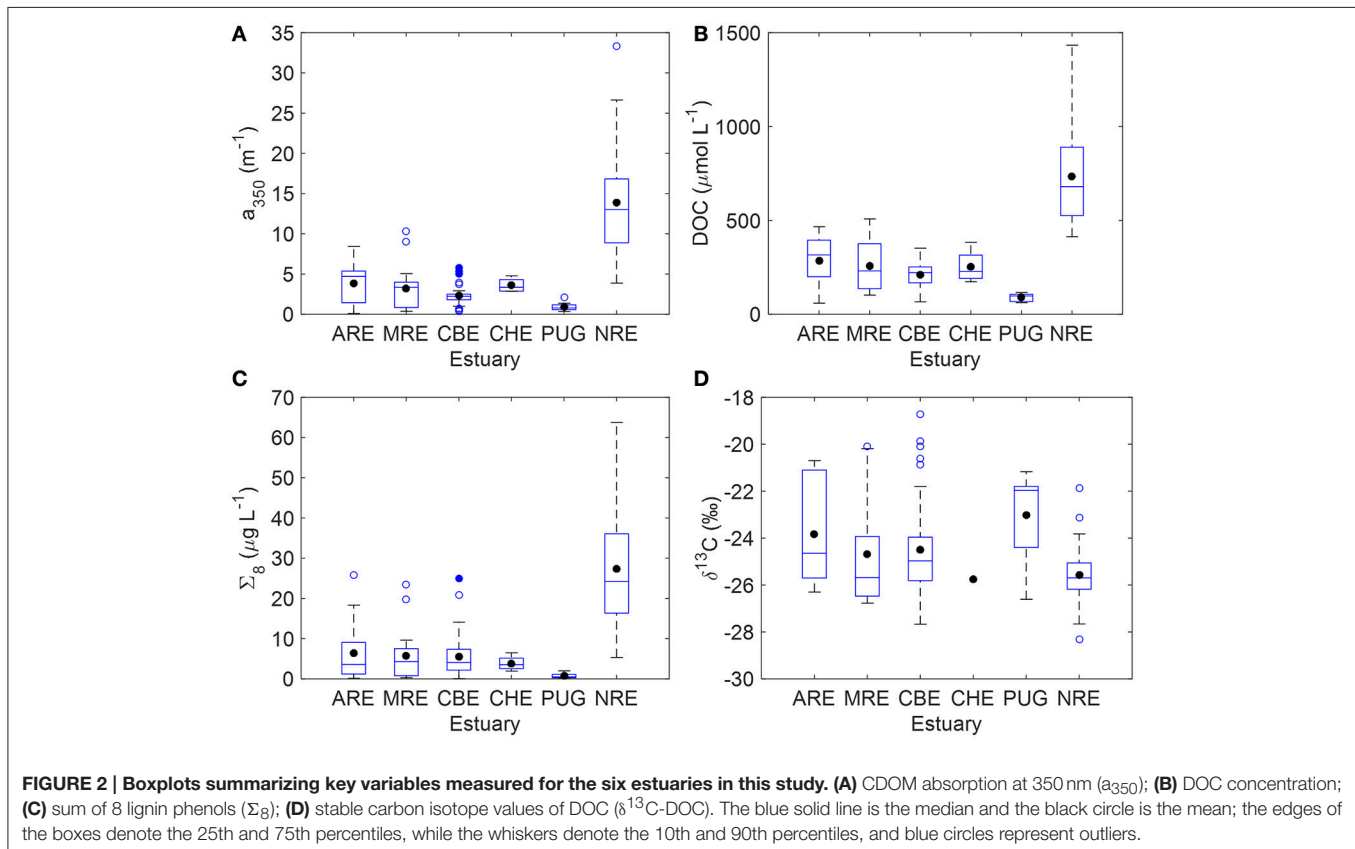 A
35
30
25
20
15
10
5
0
a350 (m-1)
ARE MRE CBE CHE PUG NRE
Estuary
B
1500
1000
500
0
DOC (μmol L-1)
ARE MRE CBE CHE PUG NRE
Estuary
C
70
60
50
40
30
20
10
0
Σ8 (μg L-1)
ARE MRE CBE CHE PUG NRE
Estuary
D
-18
-20
-22
-24
-26
-28
-30
δ13C (‰)
ARE MRE CBE CHE PUG NRE
Estuary
FIGURE 2 | Boxplots summarizing key variables measured for the six estuaries in this study. (A) CDOM absorption at 350 nm (a350); (B) DOC concentration;
(C) sum of 8 lignin phenols (Σ8); (D) stable carbon isotope values of DOC (δ13C-DOC). The blue solid line is the median and the black circle is the mean; the edges of
the boxes denote the 25th and 75th percentiles, while the whiskers denote the 10th and 90th percentiles, and blue circles represent outliers.